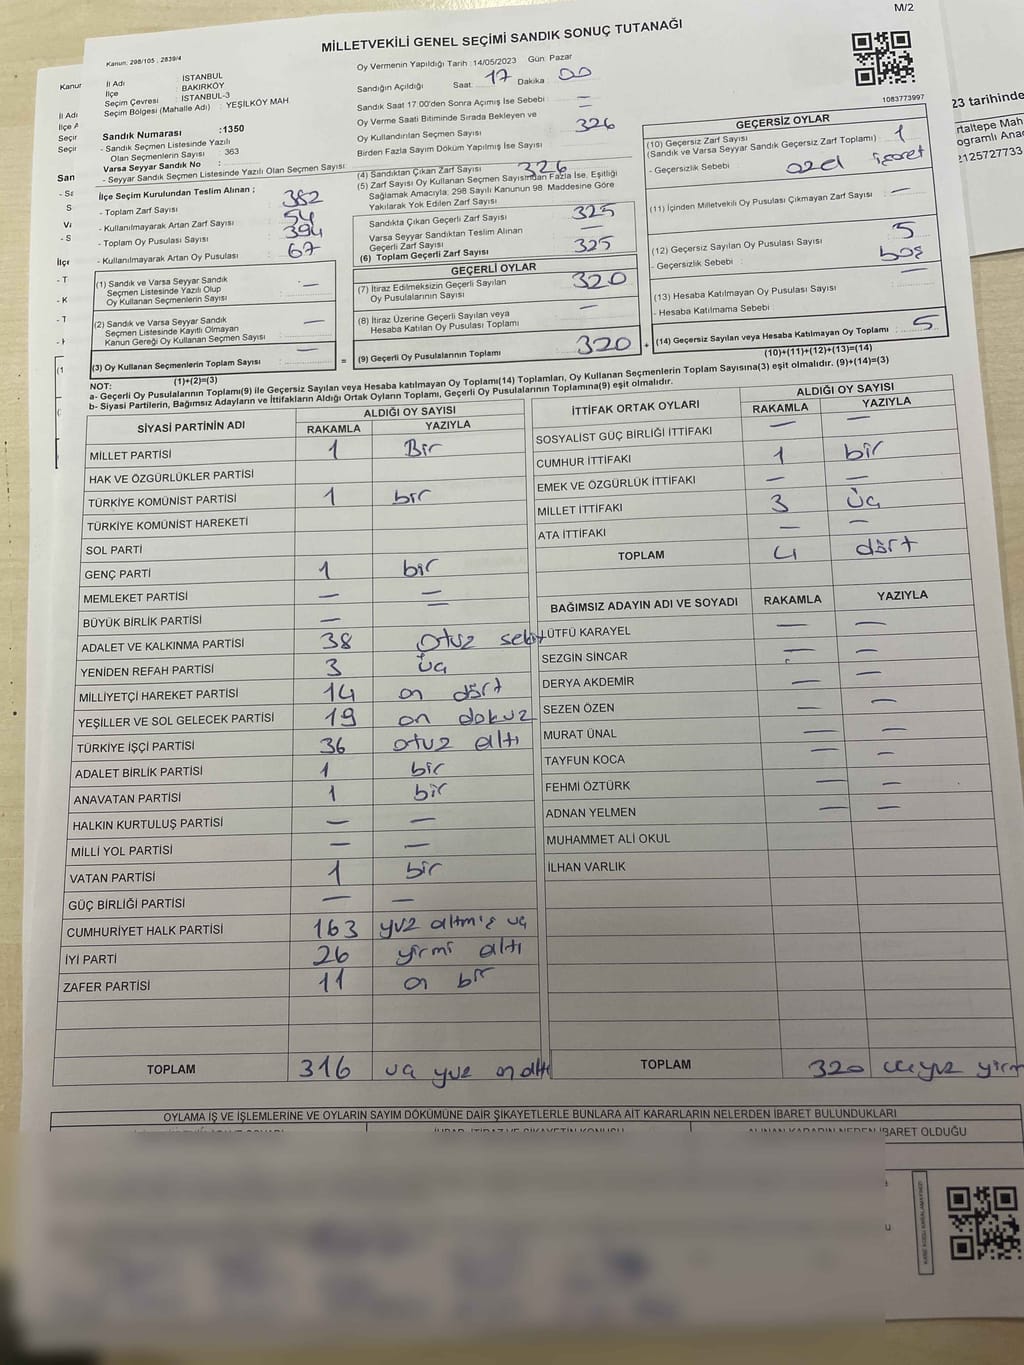 M/2
MİLLETVEKİLİ GENEL SEÇİMİ SANDIK SONUÇ TUTANAĞI
Kanun: 298/105 , 2839/4
İl Adı : İSTANBUL
İlçe : BAKIRKÖY
Seçim Çevresi : İSTANBUL-3
Seçim Bölgesi (Mahalle Adı) : YEŞİLKÖY MAH
Sandık Numarası :1350
- Sandık Seçmen Listesinde Yazılı
Olan Seçmenlerin Sayısı : 363
Varsa Seyyar Sandık No :
- Seyyar Sandık Seçmen Listesinde Yazılı Olan Seçmen Sayısı:
İlçe Seçim Kurulundan Teslim Alınan ;
- Toplam Zarf Sayısı 382
- Kullanılmayarak Artan Zarf Sayısı 54
- Toplam Oy Pusulası Sayısı 394
- Kullanılmayarak Artan Oy Pusulası 67
(1) Sandık ve Varsa Seyyar Sandık
Seçmen Listesinde Yazılı Olup
Oy Kullanan Seçmenlerin Sayısı : —
(2) Sandık ve Varsa Seyyar Sandık
Seçmen Listesinde Kayıtlı Olmayan
Kanun Gereği Oy Kullanan Seçmen Sayısı : —
(3) Oy Kullanan Seçmenlerin Toplam Sayısı : —
(1)+(2)=(3)
Oy Vermenin Yapıldığı Tarih :14/05/2023 Gün: Pazar
Sandığın Açıldığı Saat: 17 Dakika : 00
Sandık Saat 17.00'den Sonra Açımış İse Sebebi : —
Oy Verme Saati Bitiminde Sırada Bekleyen ve —
Oy Kullandırılan Seçmen Sayısı 326
Birden Fazla Sayım Döküm Yapılmış İse Sayısı
(4) Sandıktan Çıkan Zarf Sayısı 326
(5) Zarf Sayısı Oy Kullanan Seçmen Sayısından Fazla İse, Eşitliği
Sağlamak Amacıyla, 298 Sayılı Kanunun 98. Maddesine Göre
Yakılarak Yok Edilen Zarf Sayısı
Sandıkta Çıkan Geçerli Zarf Sayısı 325
Varsa Seyyar Sandıktan Teslim Alınan
Geçerli Zarf Sayısı —
(6) Toplam Geçerli Zarf Sayısı 325
GEÇERLİ OYLAR
(7) İtiraz Edilmeksizin Geçerli Sayılan
Oy Pusulalarının Sayısı 320
(8) İtiraz Üzerine Geçerli Sayılan veya
Hesaba Katılan Oy Pusulası Toplamı —
= (9) Geçerli Oy Pusulalarının Toplamı 320 +
1083773997
GEÇERSİZ OYLAR
(10) Geçersiz Zarf Sayısı
(Sandık ve Varsa Seyyar Sandık Geçersiz Zarf Toplamı) : 1
- Geçersizlik Sebebi : özel işaret
(11) İçinden Milletvekili Oy Pusulası Çıkmayan Zarf Sayısı : —
(12) Geçersiz Sayılan Oy Pusulası Sayısı : 5
- Geçersizlik Sebebi : boş
(13) Hesaba Katılmayan Oy Pusulası Sayısı : —
- Hesaba Katılmama Sebebi :
(14) Geçersiz Sayılan veya Hesaba Katılmayan Oy Toplamı : 5
(10)+(11)+(12)+(13)=(14)
NOT:
a- Geçerli Oy Pusulalarının Toplamı(9) ile Geçersiz Sayılan veya Hesaba katılmayan Oy Toplamı(14) Toplamları, Oy Kullanan Seçmenlerin Toplam Sayısına(3) eşit olmalıdır. (9)+(14)=(3)
b- Siyasi Partilerin, Bağımsız Adayların ve İttifakların Aldığı Ortak Oyların Toplamı, Geçerli Oy Pusulalarının Toplamına(9) eşit olmalıdır.
SİYASİ PARTİNİN ADI ALDIĞI OY SAYISI
RAKAMLA YAZIYLA
MİLLET PARTİSİ 1 Bir
HAK VE ÖZGÜRLÜKLER PARTİSİ
TÜRKİYE KOMÜNİST PARTİSİ 1 bir
TÜRKİYE KOMÜNİST HAREKETİ
SOL PARTİ
GENÇ PARTİ 1 bir
MEMLEKET PARTİSİ — —
BÜYÜK BİRLİK PARTİSİ — —
ADALET VE KALKINMA PARTİSİ 38 otuz sekiz
YENİDEN REFAH PARTİSİ 3 üç
MİLLİYETÇİ HAREKET PARTİSİ 14 on dört
YEŞİLLER VE SOL GELECEK PARTİSİ 19 on dokuz
TÜRKİYE İŞÇİ PARTİSİ 36 otuz altı
ADALET BİRLİK PARTİSİ 1 bir
ANAVATAN PARTİSİ 1 bir
HALKIN KURTULUŞ PARTİSİ — —
MİLLİ YOL PARTİSİ — —
VATAN PARTİSİ 1 bir
GÜÇ BİRLİĞİ PARTİSİ — —
CUMHURİYET HALK PARTİSİ 163 yüz altmış üç
İYİ PARTİ 26 yirmi altı
ZAFER PARTİSİ 11 on bir
TOPLAM 316 üç yüz on altı
İTTİFAK ORTAK OYLARI ALDIĞI OY SAYISI
RAKAMLA YAZIYLA
SOSYALİST GÜÇ BİRLİĞİ İTTİFAKI — —
CUMHUR İTTİFAKI 1 bir
EMEK VE ÖZGÜRLÜK İTTİFAKI — —
MİLLET İTTİFAKI 3 üç
ATA İTTİFAKI — —
TOPLAM 4 dört
BAĞIMSIZ ADAYIN ADI VE SOYADI RAKAMLA YAZIYLA
LÜTFÜ KARAYEL — —
SEZGİN SİNCAR — —
DERYA AKDEMİR — —
SEZEN ÖZEN — —
MURAT ÜNAL — —
TAYFUN KOCA — —
FEHMİ ÖZTÜRK — —
ADNAN YELMEN — —
MUHAMMET ALİ OKUL
İLHAN VARLIK
TOPLAM 320 üçyüz yirm
OYLAMA İŞ VE İŞLEMLERİNE VE OYLARIN SAYIM DÖKÜMÜNE DAİR ŞİKAYETLERLE BUNLARA AİT KARARLARIN NELERDEN İBARET BULUNDUKLARI
ALINAN KARARIN NEDEN İBARET OLDUĞU
23 tarihinde
rtaltepe Mah
ogramlı Ana
2125727733